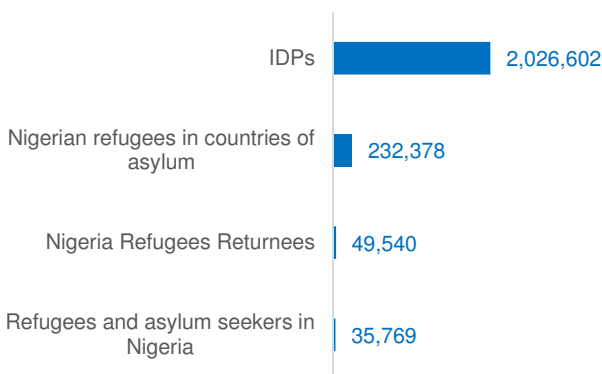 IDPs
2,026,602
Nigerian refugees in countries of
asylum
232,378
Nigeria Refugees Returnees
49,540
Refugees and asylum seekers in
Nigeria
35,769